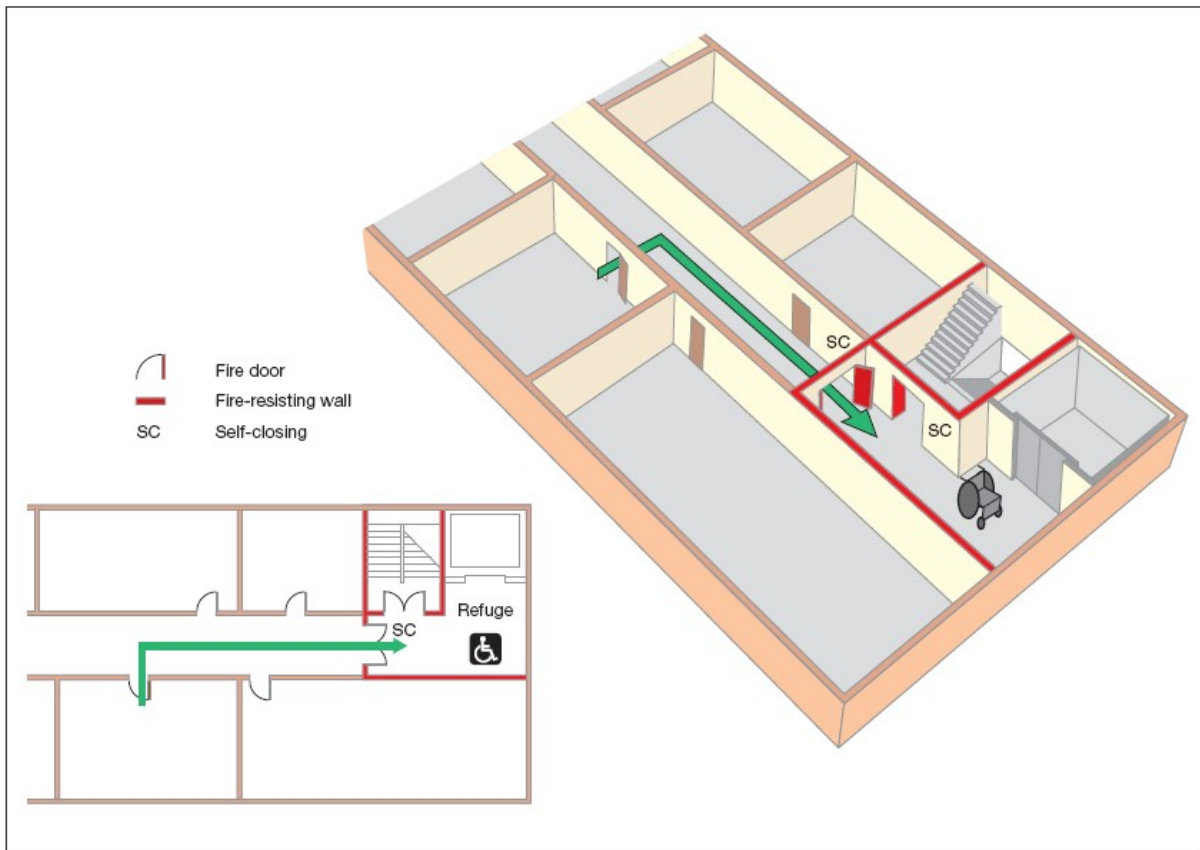 SC
SC
Fire door
Fire-resisting wall
SC
Self-closing
Refuge
SC